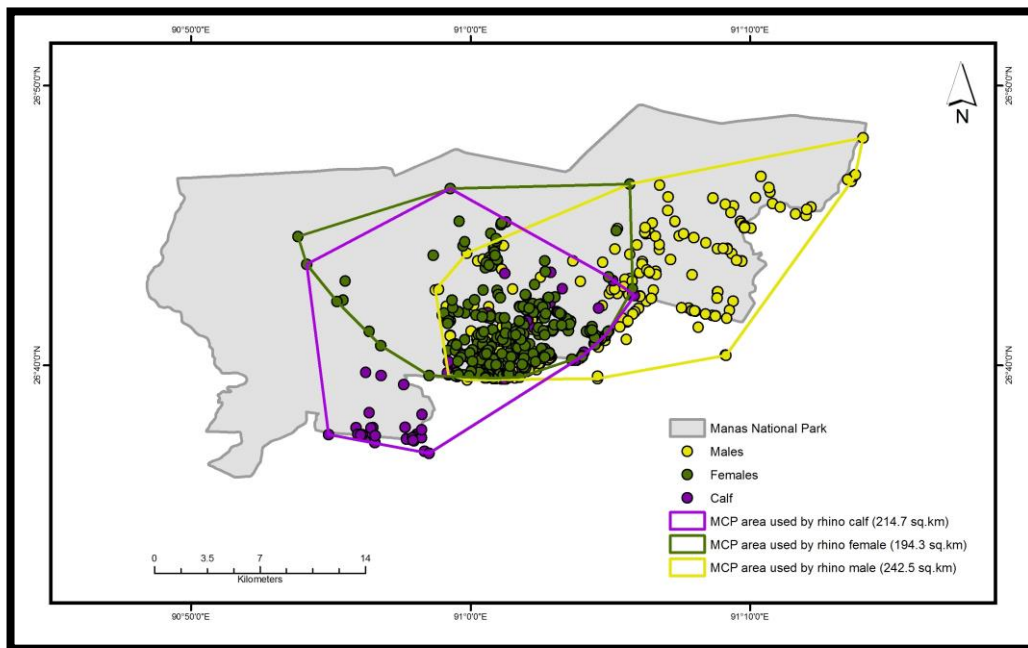 90°50'0"E 91°0'0"E 91°10'0"E
26°50'0"N 26°50'0"N
N
26°40'0"N 26°40'0"N
Manas National Park
Males
Females
Calf
MCP area used by rhino calf (214.7 sq.km)
MCP area used by rhino female (194.3 sq.km)
MCP area used by rhino male (242.5 sq.km)
0 3.5 7 14
Kilometers
90°50'0"E 91°0'0"E 91°10'0"E